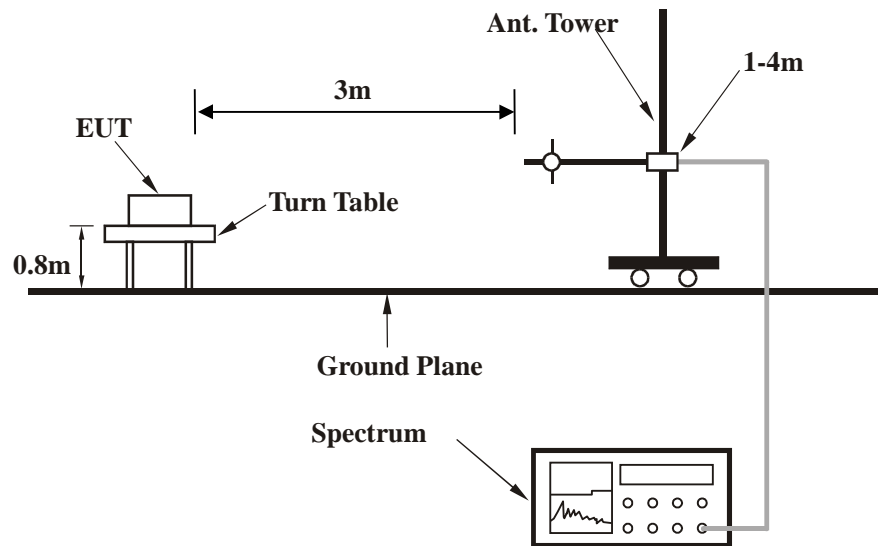 Ant. Tower
1-4m
3m
EUT
Turn Table
0.8m
Ground Plane
Spectrum